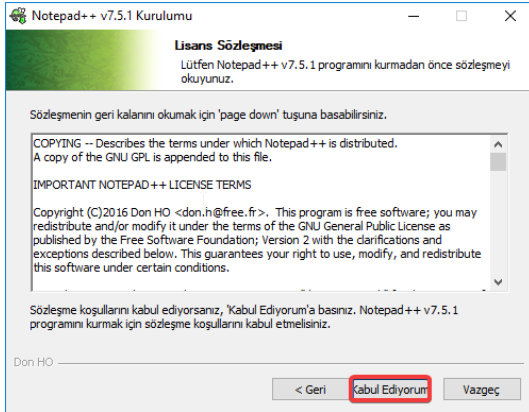 Notepad++ v7.5.1 Kurulumu
Lisans Sözleşmesi
Lütfen Notepad++ v7.5.1 programını kurmadan önce sözleşmeyi
okuyunuz.
Sözleşmenin geri kalanını okumak için 'page down' tuşuna basabilirsiniz.
COPYING -- Describes the terms under which Notepad++ is distributed.
A copy of the GNU GPL is appended to this file.
IMPORTANT NOTEPAD++ LICENSE TERMS
Copyright (C)2016 Don HO <don.h@free.fr>. This program is free software; you may
redistribute and/or modify it under the terms of the GNU General Public License as
published by the Free Software Foundation; Version 2 with the clarifications and
exceptions described below. This guarantees your right to use, modify, and redistribute
this software under certain conditions.
Sözleşme koşullarını kabul ediyorsanız, 'Kabul Ediyorum'a basınız. Notepad++ v7.5.1
programını kurmak için sözleşme koşullarını kabul etmelisiniz.
Don HO
< Geri Kabul Ediyorum Vazgeç